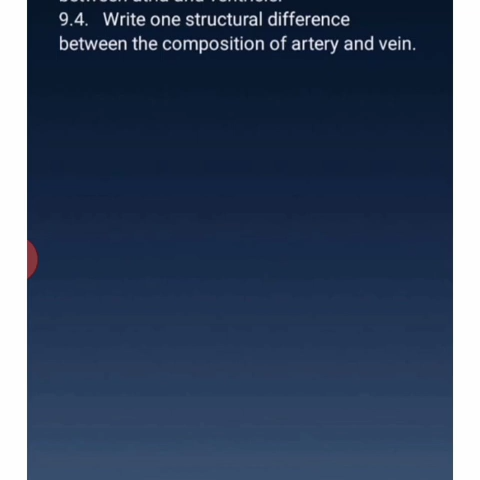 9.4. Write one structural difference
between the composition of artery and vein.